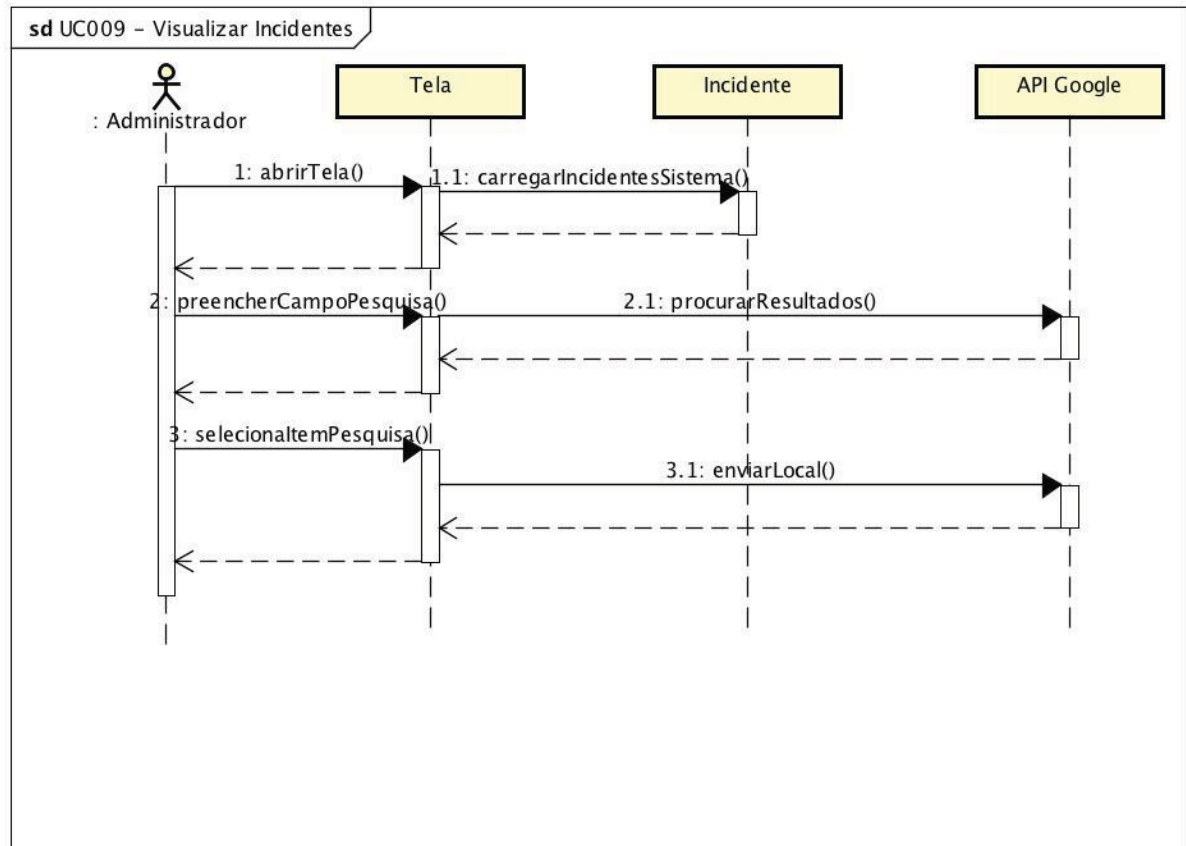 sd UC009 - Visualizar Incidentes
: Administrador
Tela
Incidente
API Google
1: abrirTela()
1.1: carregarIncidentesSistema()
2: preencherCampoPesquisa()
2.1: procurarResultados()
3: selecionaItemPesquisa()
3.1: enviarLocal()